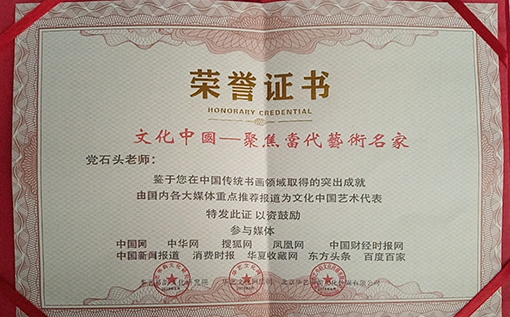 荣誉证书
HONORARY CREDENTIAL
文化中國—聚焦當代藝術名家
党石头老师：
鉴于您在中国传统书画领域取得的突出成就
由国内各大媒体重点推荐报道为文化中国艺术代表
特发此证 以资鼓励
参与媒体
中国网 中华网 搜狐网 凤凰网 中国财经时报网
中国新闻报道 消费时报 华夏收藏网 东方头条 百度百家